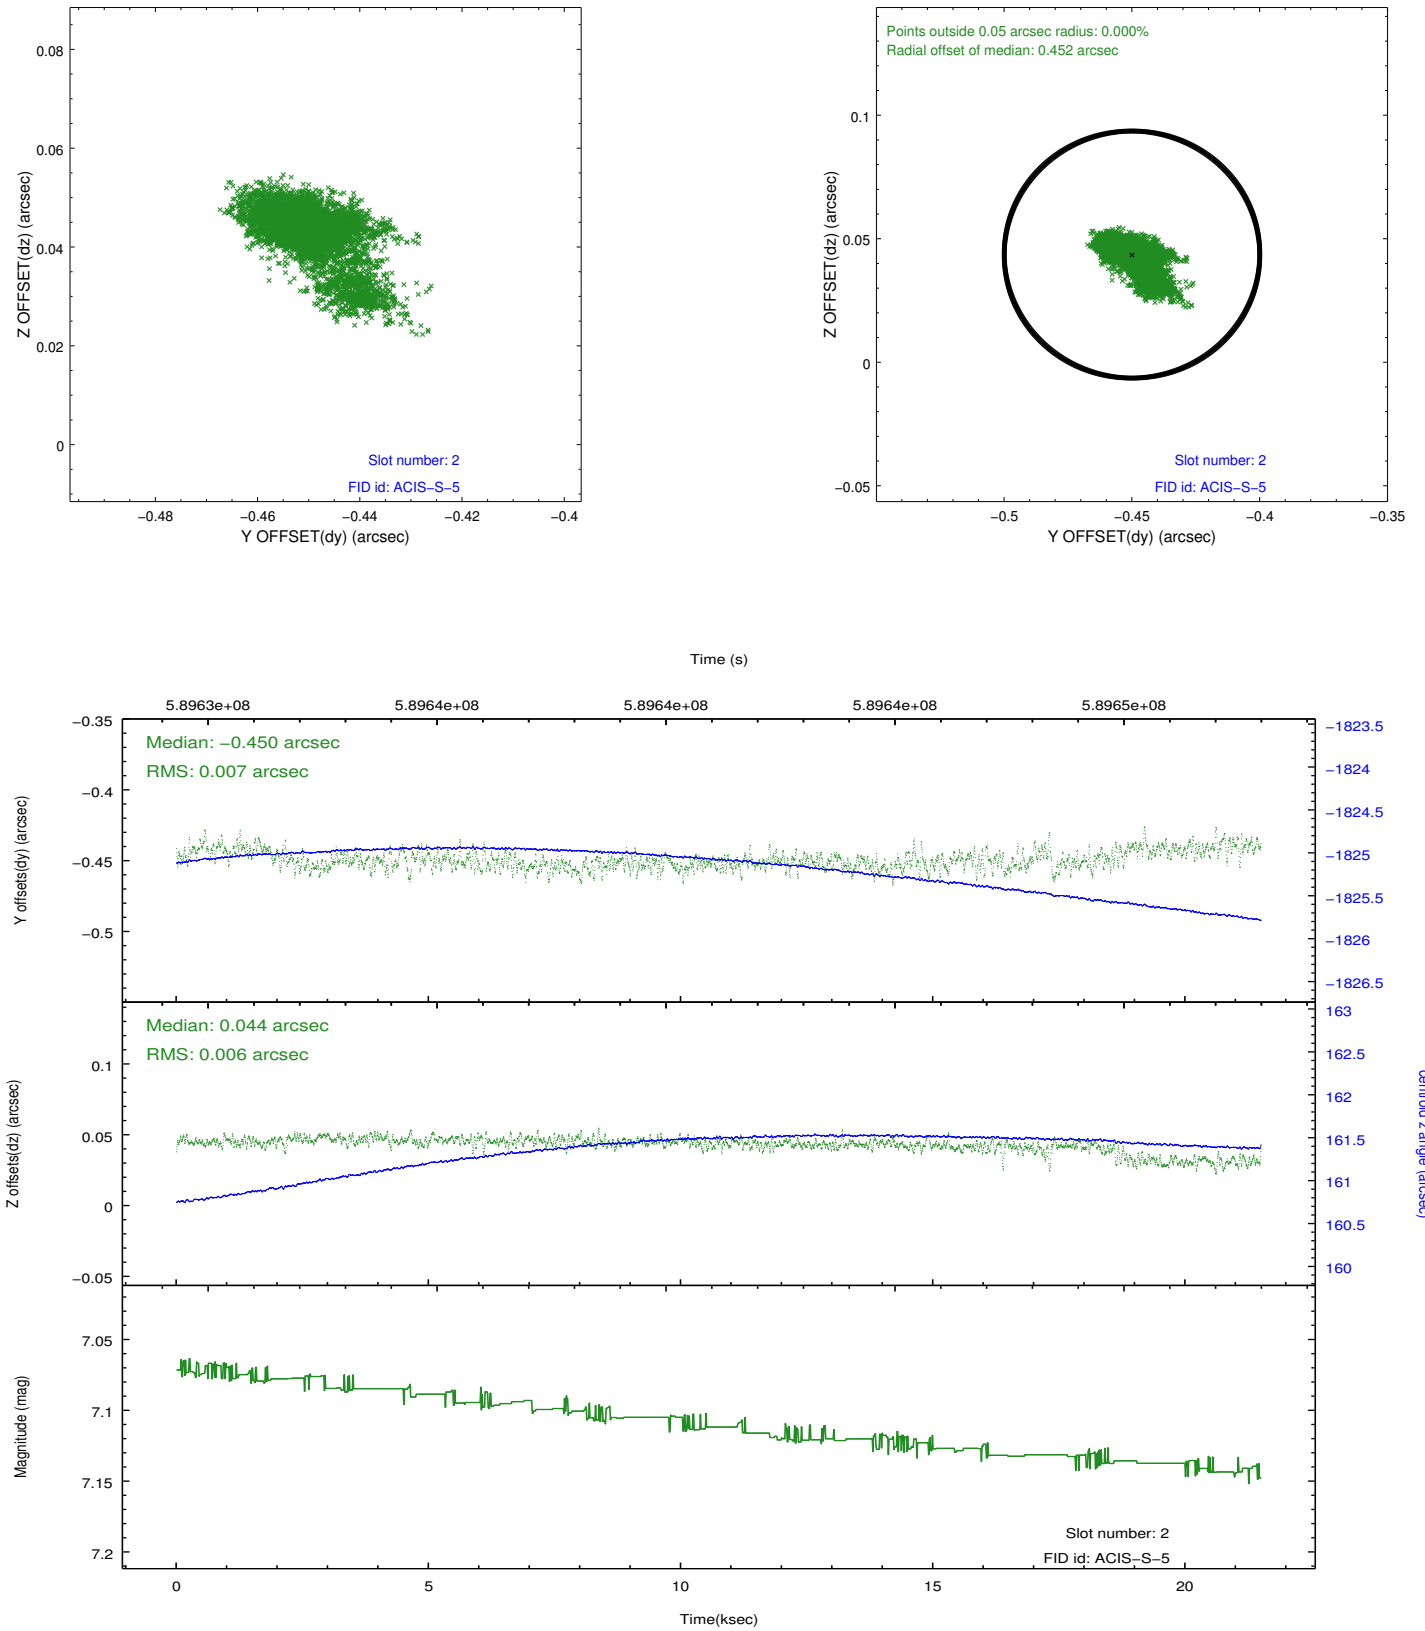 0.08
0.06
0.04
0.02
0
Z OFFSET(dz) (arcsec)
Slot number: 2
FID id: ACIS−S−5
−0.48
−0.46
−0.44
−0.42
−0.4
Y OFFSET(dy) (arcsec)
Points outside 0.05 arcsec radius: 0.000%
Radial offset of median: 0.452 arcsec
0.1
0.05
0
−0.05
Z OFFSET(dz) (arcsec)
Slot number: 2
FID id: ACIS−S−5
−0.5
−0.45
−0.4
−0.35
Y OFFSET(dy) (arcsec)
Time (s)
5.8963e+08
5.8964e+08
5.8964e+08
5.8964e+08
5.8965e+08
Median: −0.450 arcsec
RMS: 0.007 arcsec
−0.35
−0.4
−0.45
−0.5
Y offsets(dy) (arcsec)
−1823.5
−1824
−1824.5
−1825
−1825.5
−1826
−1826.5
Median: 0.044 arcsec
RMS: 0.006 arcsec
0.1
0.05
0
−0.05
Z offsets(dz) (arcsec)
163
162.5
162
161.5
161
160.5
160
z angle (arcsec)
7.05
7.1
7.15
7.2
Magnitude (mag)
Slot number: 2
FID id: ACIS−S−5
0
5
10
15
20
Time(ksec)